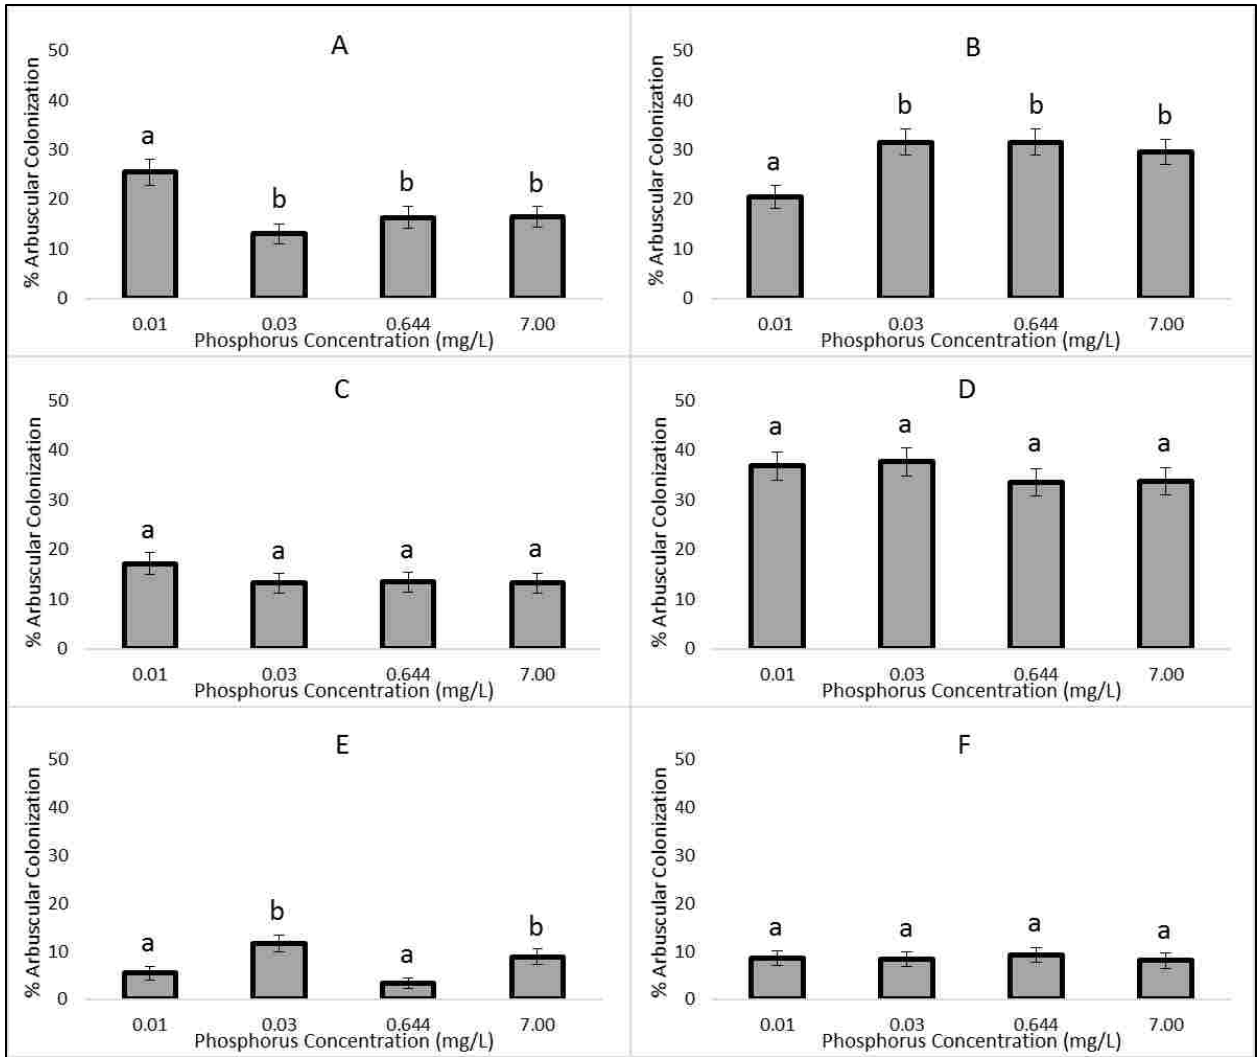 A
% Arbuscular Colonization
50
40
30
20
10
0
a
b
b
b
0.01
0.03
0.644
7.00
Phosphorus Concentration (mg/L)
B
% Arbuscular Colonization
50
40
30
20
10
0
a
b
b
b
0.01
0.03
0.644
7.00
Phosphorus Concentration (mg/L)
C
% Arbuscular Colonization
50
40
30
20
10
0
a
a
a
a
0.01
0.03
0.644
7.00
Phosphorus Concentration (mg/L)
D
% Arbuscular Colonization
50
40
30
20
10
0
a
a
a
a
0.01
0.03
0.644
7.00
Phosphorus Concentration (mg/L)
E
% Arbuscular Colonization
50
40
30
20
10
0
a
b
a
b
0.01
0.03
0.644
7.00
Phosphorus Concentration (mg/L)
F
% Arbuscular Colonization
50
40
30
20
10
0
a
a
a
a
0.01
0.03
0.644
7.00
Phosphorus Concentration (mg/L)